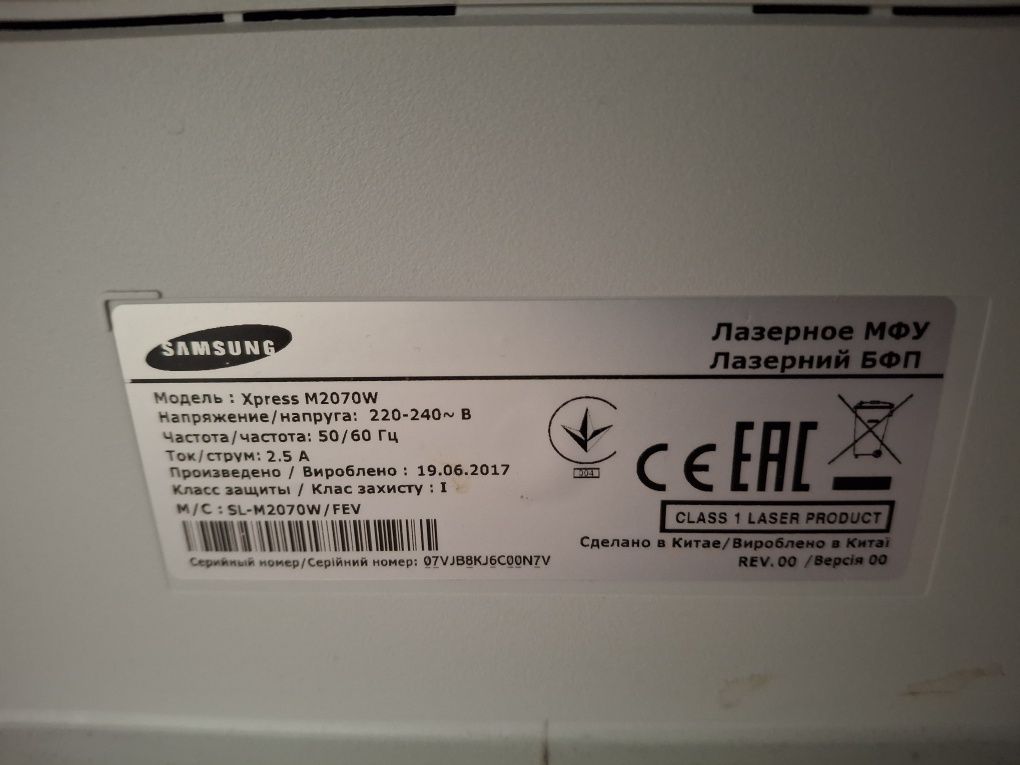 SAMSUNG
Лазерное МФУ
Лазерний БФП
Модель : Xpress M2070W
Напряжение/напруга: 220-240~ В
Частота/частота: 50/60 Гц
Ток/струм: 2.5 А
Произведено / Вироблено : 19.06.2017
Класс защиты / Клас захисту : I
M/C : SL-M2070W/FEV
Серийный номер/Серійний номер: 07VJB8KJ6C00N7V
004
CE EAC
CLASS 1 LASER PRODUCT
Сделано в Китае/Вироблено в Китаї
REV. 00 /Версія 00